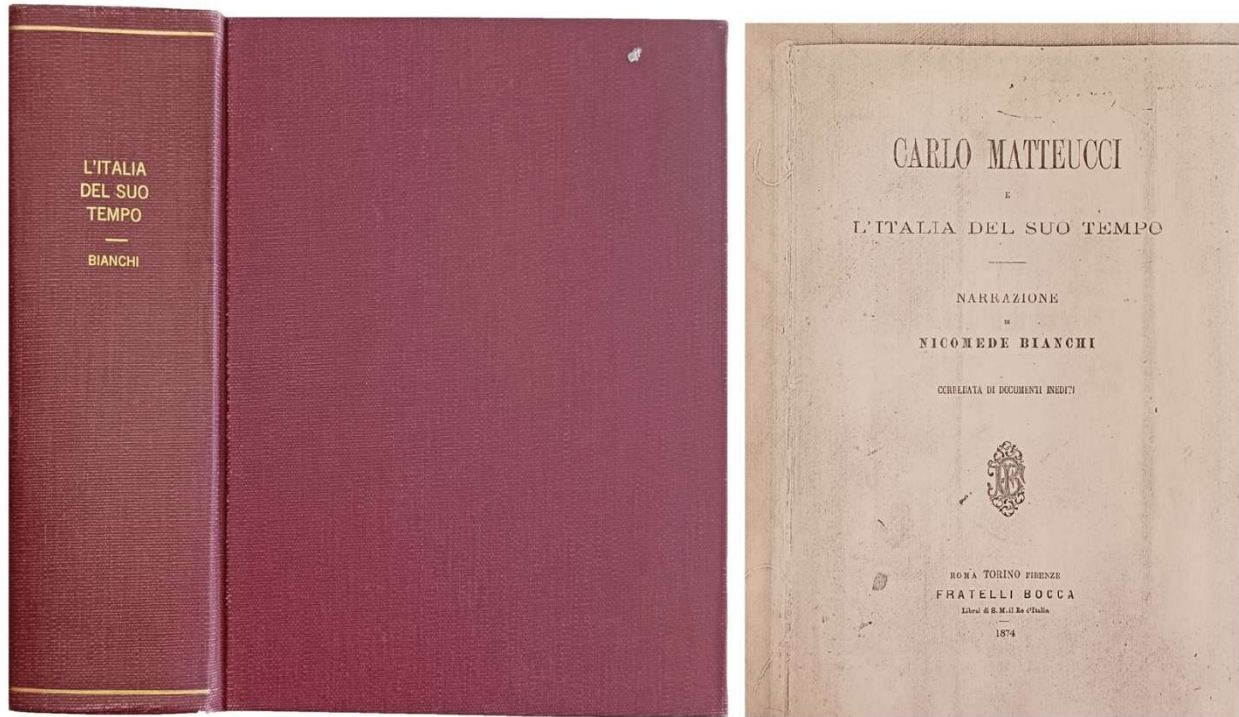 L'ITALIA
DEL SUO
TEMPO
BIANCHI
CARLO MATTEUCCI
E
L'ITALIA DEL SUO TEMPO
NARRAZIONE
DI
NICOMEDE BIANCHI
CORREDATA DI DOCUMENTI INEDITI
ROMA TORINO FIRENZE
FRATELLI BOCCA
Librai di S. M. il Re d'Italia
1874